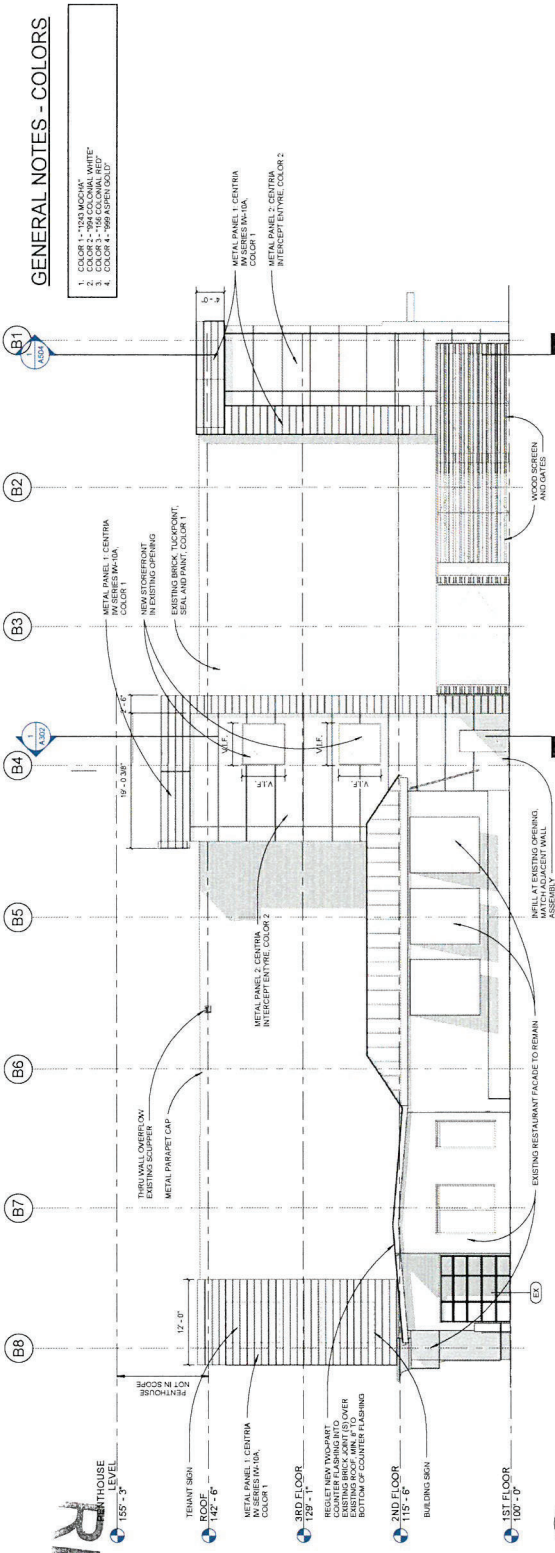 GENERAL NOTES - COLORS
1. COLOR 1 - "1243 MOCHA"
2. COLOR 2 - "994 COLONIAL WHITE"
3. COLOR 3 - "156 COLONIAL RED"
4. COLOR 4 - "999 ASPEN GOLD"
B8
B7
B6
B5
B4
B3
B2
B1
1
A302
1
A504
PENTHOUSE
LEVEL
155' - 3"
ROOF
142' - 6"
3RD FLOOR
129' - 1"
2ND FLOOR
115' - 6"
1ST FLOOR
100' - 0"
PENTHOUSE
NOT IN SCOPE
TENANT SIGN
METAL PANEL 1: CENTRIA
IW SERIES IW-10A,
COLOR 1
REGLET NEW TWO-PART
COUNTER FLASHING INTO
EXISTING BRICK JOINT (S) OVER
EXISTING ROOF, MIN. 8" TO
BOTTOM OF COUNTER FLASHING
BUILDING SIGN
12' - 0"
THRU WALL OVERFLOW
EXISTING SCUPPER
METAL PARAPET CAP
METAL PANEL 2: CENTRIA
INTERCEPT ENTYRE, COLOR 2
19' - 0 3/8"
V.I.F.
V.I.F.
V.I.F.
V.I.F.
METAL PANEL 1: CENTRIA
IW SERIES IW-10A,
COLOR 1
NEW STOREFRONT
IN EXISTING OPENING
EXISTING BRICK, TUCKPOINT,
SEAL AND PAINT, COLOR 1
4' - 0"
METAL PANEL 1: CENTRIA
IW SERIES IW-10A,
COLOR 1
METAL PANEL 2: CENTRIA
INTERCEPT ENTYRE, COLOR 2
EX
EXISTING RESTAURANT FACADE TO REMAIN
INFILL AT EXISTING OPENING,
MATCH ADJACENT WALL
ASSEMBLY
WOOD SCREEN
AND GATES